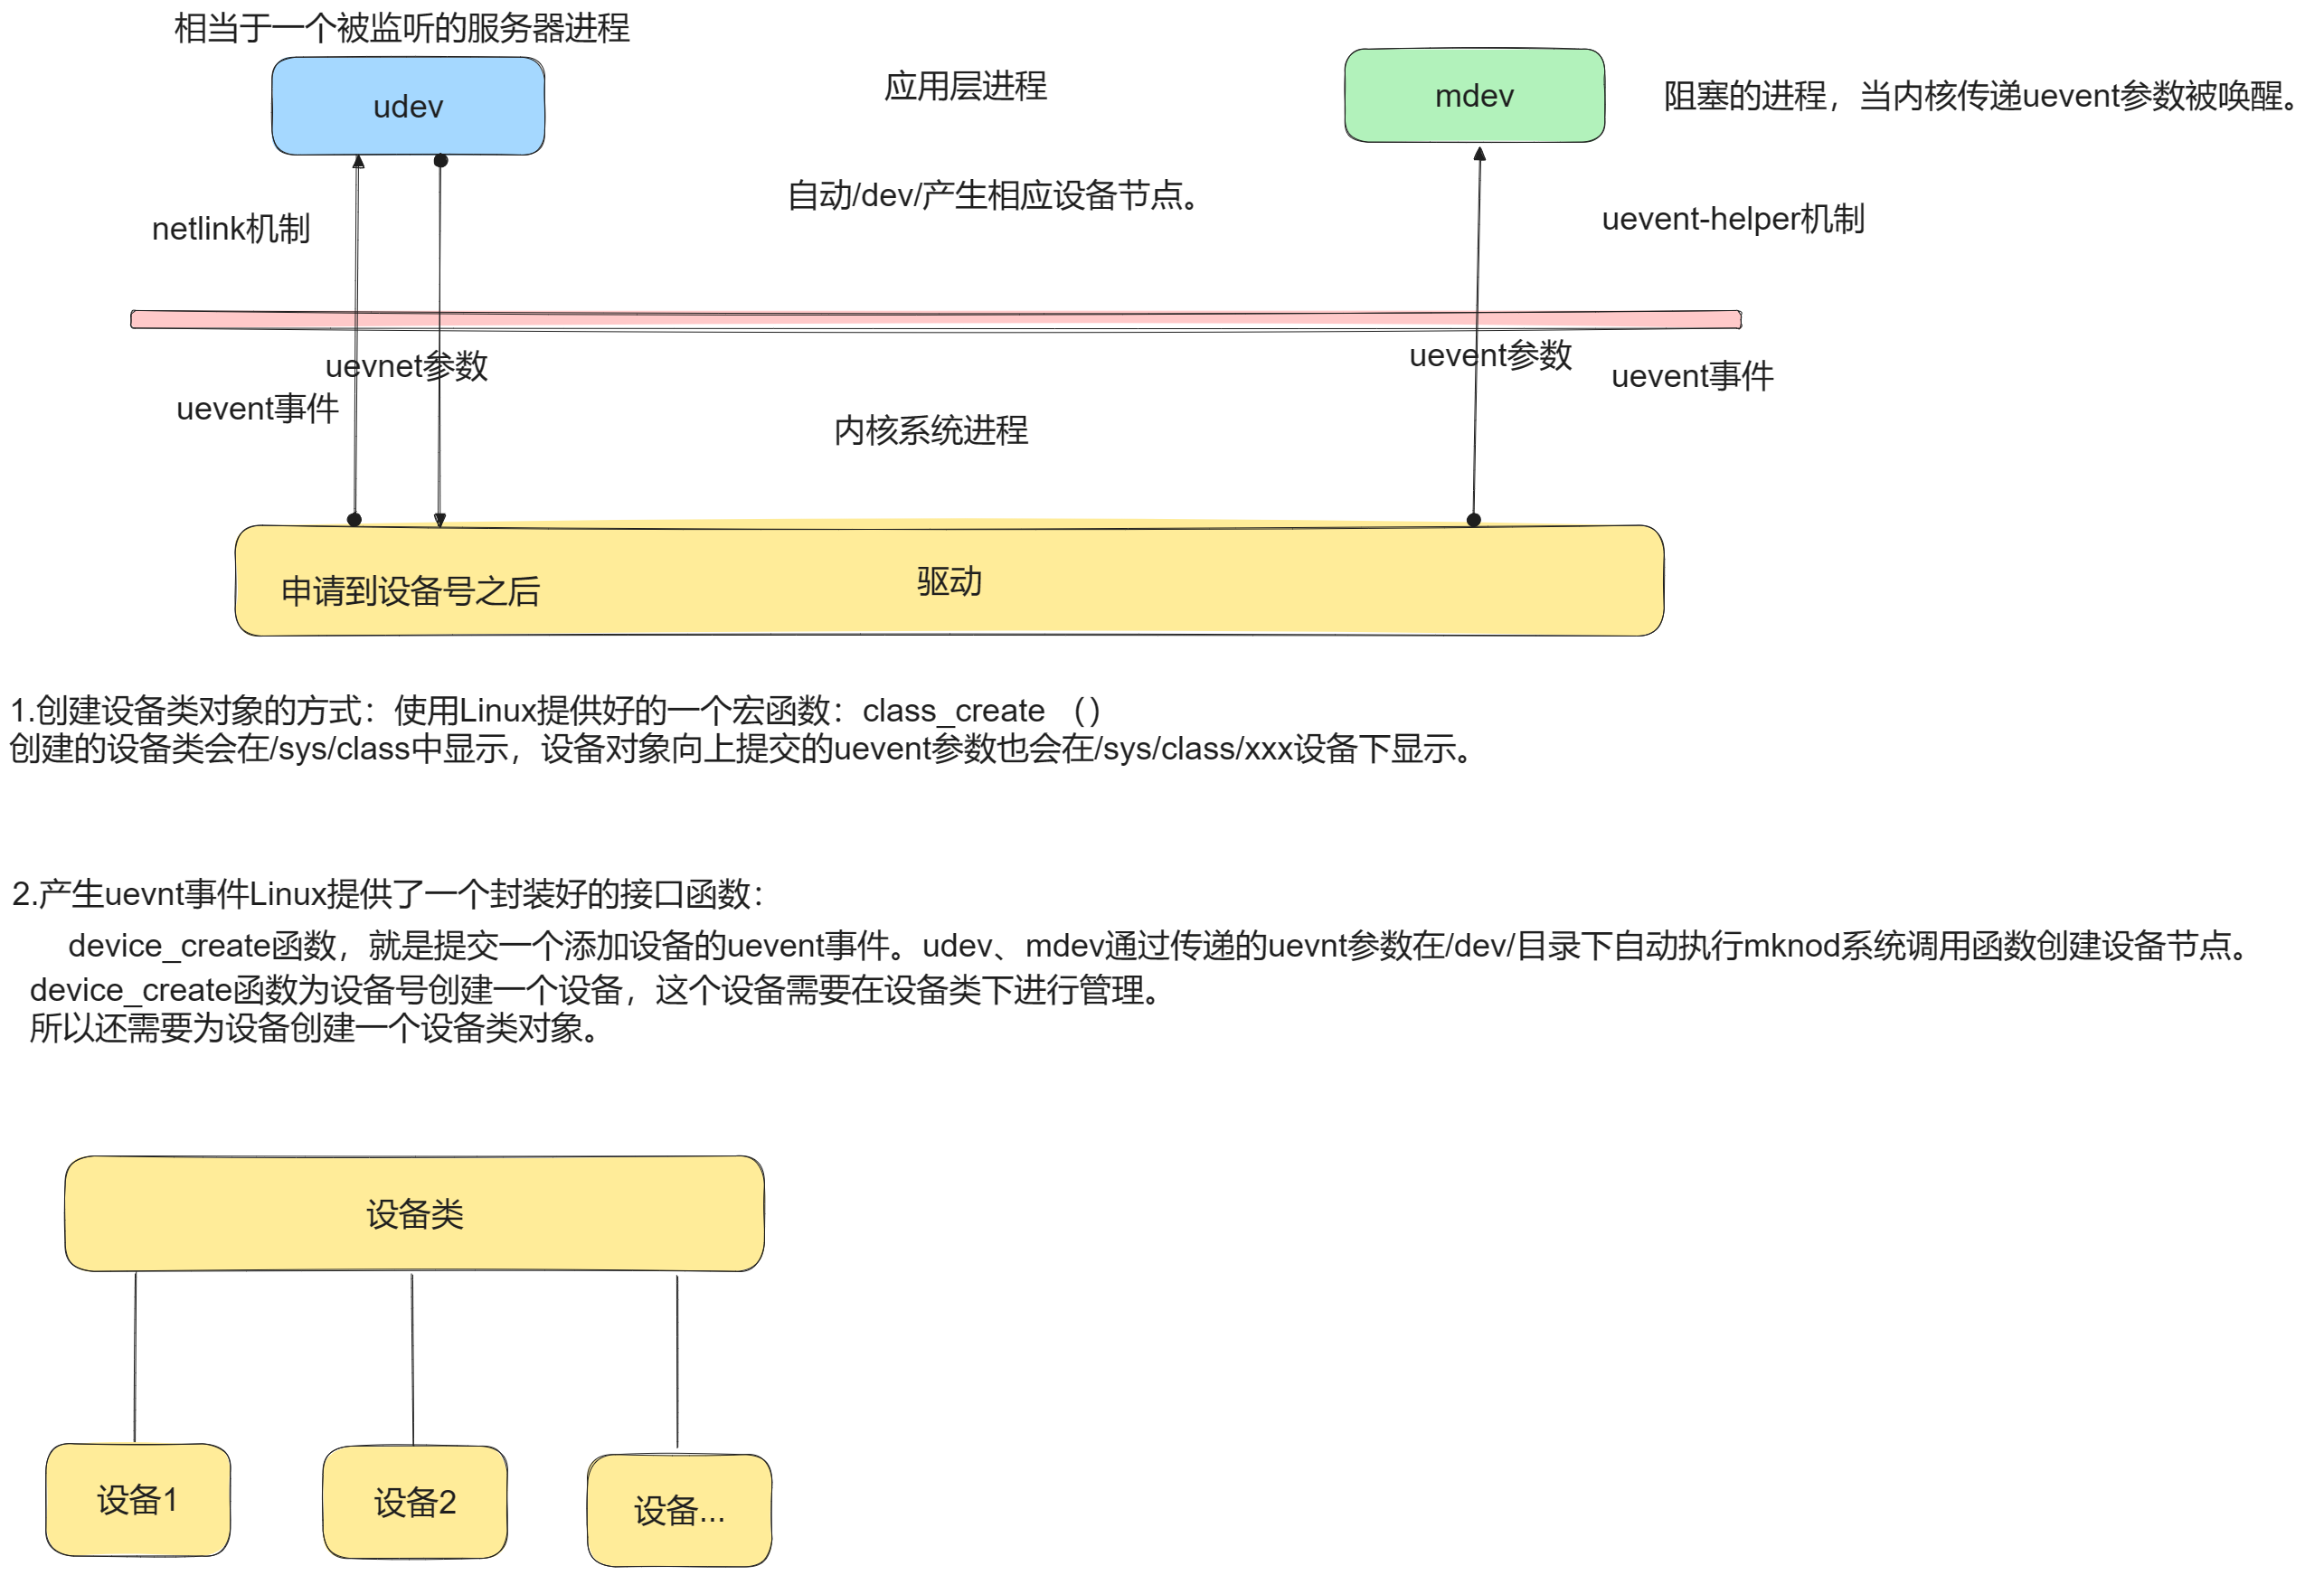 相当于一个被监听的服务器进程
udev
应用层进程
mdev
阻塞的进程，当内核传递uevent参数被唤醒。
自动/dev/产生相应设备节点。
netlink机制
uevent-helper机制
uevnet参数
uevent参数
uevent事件
uevent事件
内核系统进程
申请到设备号之后
驱动
1.创建设备类对象的方式：使用Linux提供好的一个宏函数：class_create （）
创建的设备类会在/sys/class中显示，设备对象向上提交的uevent参数也会在/sys/class/xxx设备下显示。
2.产生uevnt事件Linux提供了一个封装好的接口函数：
device_create函数，就是提交一个添加设备的uevent事件。udev、mdev通过传递的uevnt参数在/dev/目录下自动执行mknod系统调用函数创建设备节点。
device_create函数为设备号创建一个设备，这个设备需要在设备类下进行管理。
所以还需要为设备创建一个设备类对象。
设备类
设备1
设备2
设备...